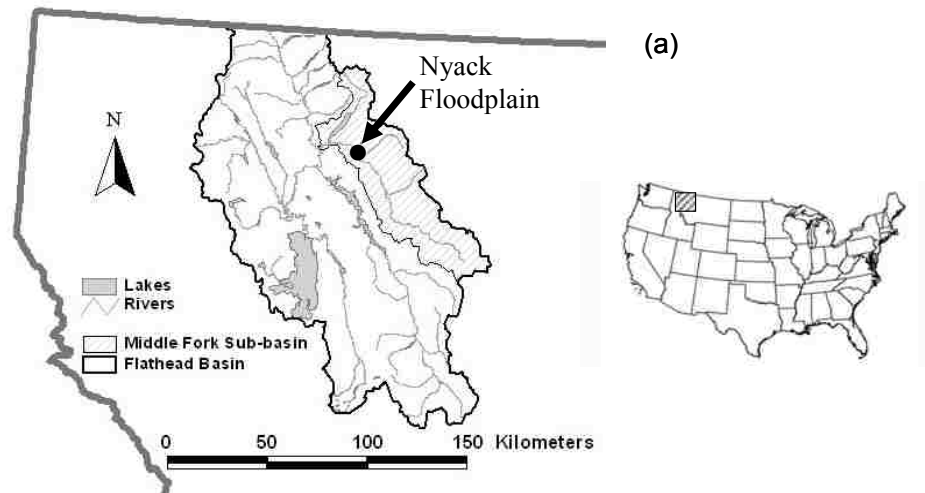 (a)
Nyack
Floodplain
N
Lakes
Rivers
Middle Fork Sub-basin
Flathead Basin
0 50 100 150 Kilometers